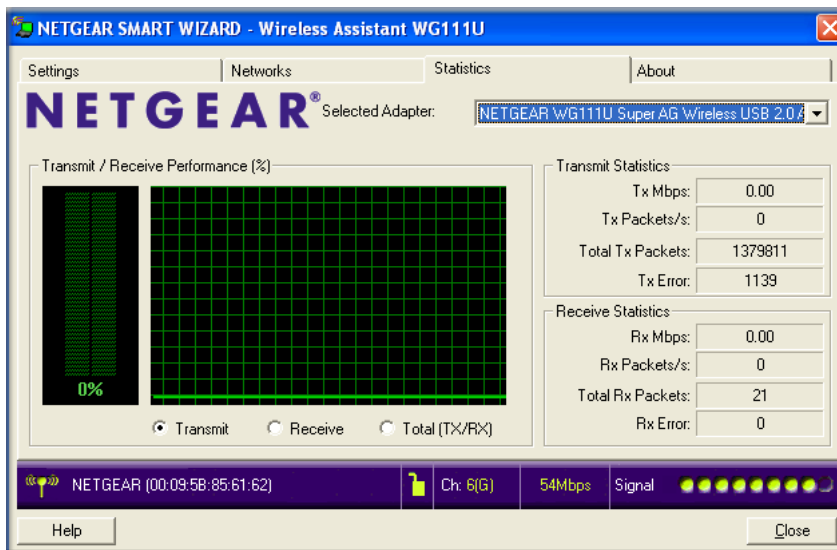 NETGEAR SMART WIZARD - Wireless Assistant WG111U
Settings
Networks
Statistics
About
NETGEAR®
Selected Adapter:
NETGEAR WG111U Super AG Wireless USB 2.0
Transmit / Receive Performance (%)
0%
Transmit
Receive
Total (TX/RX)
Transmit Statistics
Tx Mbps: 0.00
Tx Packets/s: 0
Total Tx Packets: 1379811
Tx Error: 1139
Receive Statistics
Rx Mbps: 0.00
Rx Packets/s: 0
Total Rx Packets: 21
Rx Error: 0
NETGEAR (00:09:5B:85:61:62)
Ch: 6(G)
54Mbps
Signal
Help
Close